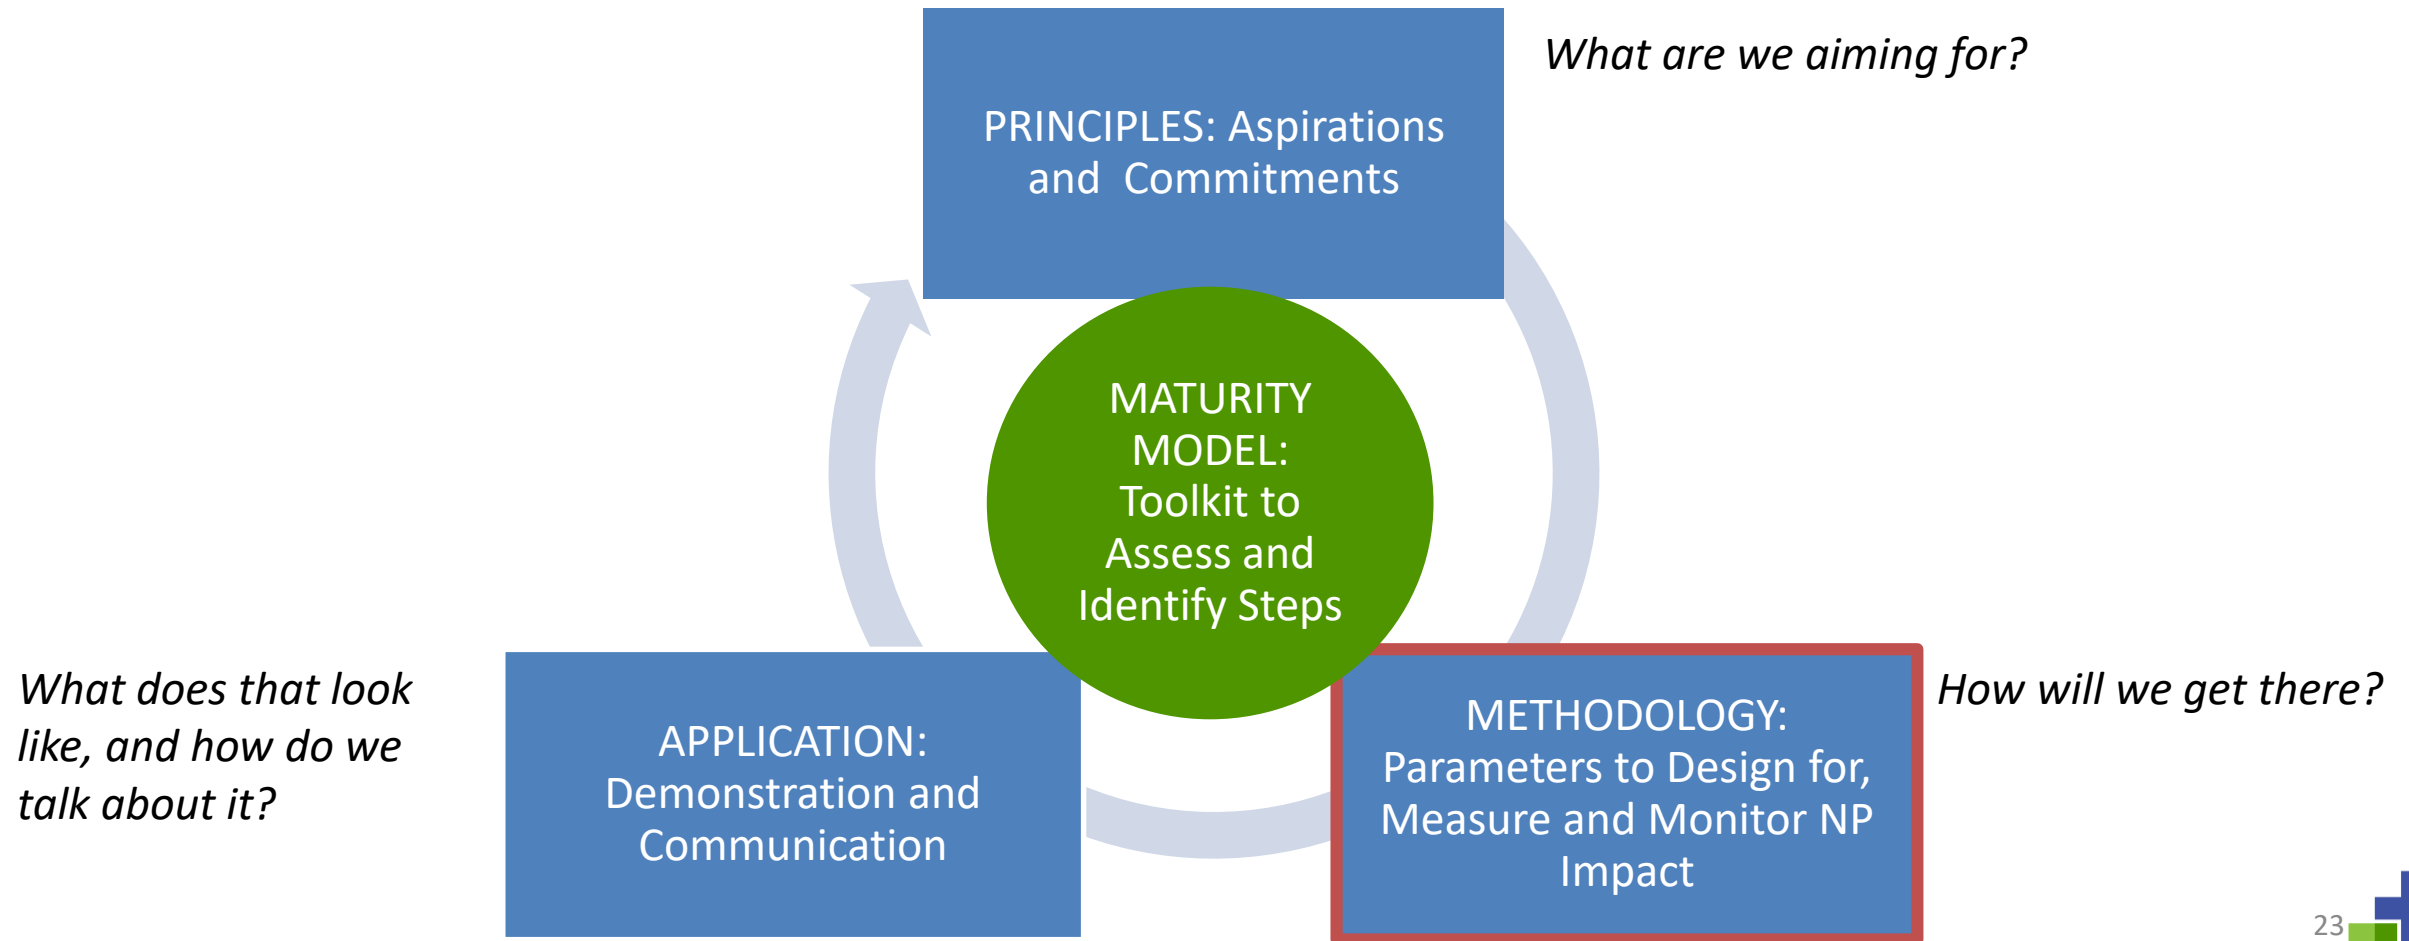 What are we aiming for?
PRINCIPLES: Aspirations
and Commitments
MATURITY
MODEL:
Toolkit to
Assess and
Identify Steps
How will we get there?
METHODOLOGY:
Parameters to Design for,
Measure and Monitor NP
Impact
What does that look
like, and how do we
talk about it?
APPLICATION:
Demonstration and
Communication
23